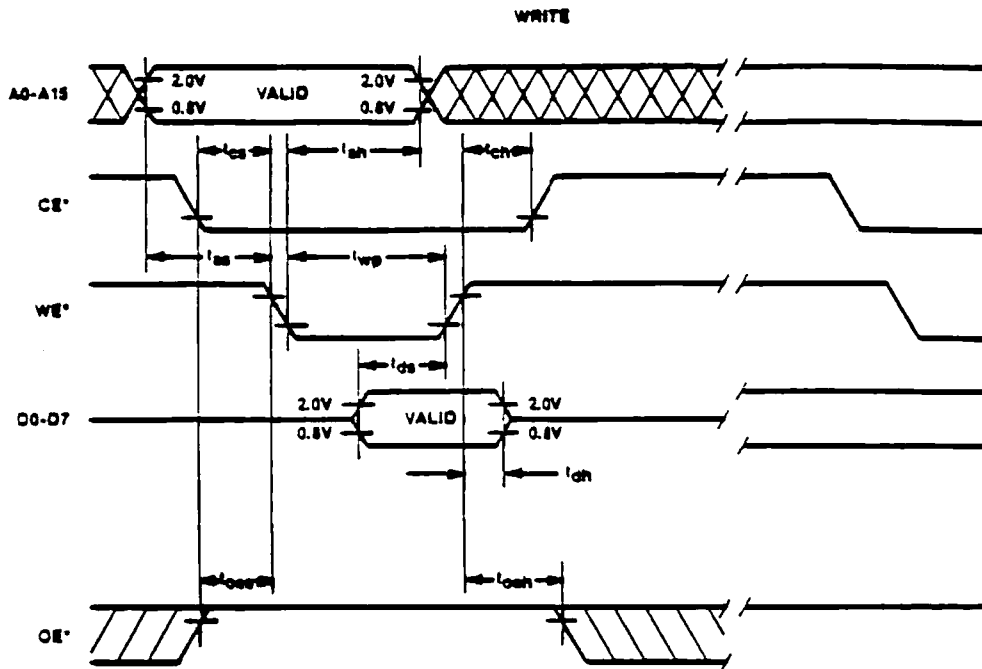 WRITE
A0-A15
2.0V VALID 2.0V
0.8V 0.8V
tcs tah tch
CE*
tas twp
WE*
tds
D0-D7
2.0V VALID 2.0V
0.8V 0.8V
tdh
toes toeh
OE*